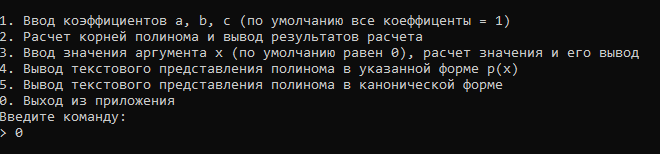 1. Ввод коэффициентов a, b, c (по умолчанию все коеффиценты = 1)
2. Расчет корней полинома и вывод результатов расчета
3. Ввод значения аргумента x (по умолчанию равен 0), расчет значения и его вывод
4. Вывод текстового представления полинома в указанной форме p(x)
5. Вывод текстового представления полинома в канонической форме
0. Выход из приложения
Введите команду:
> 0